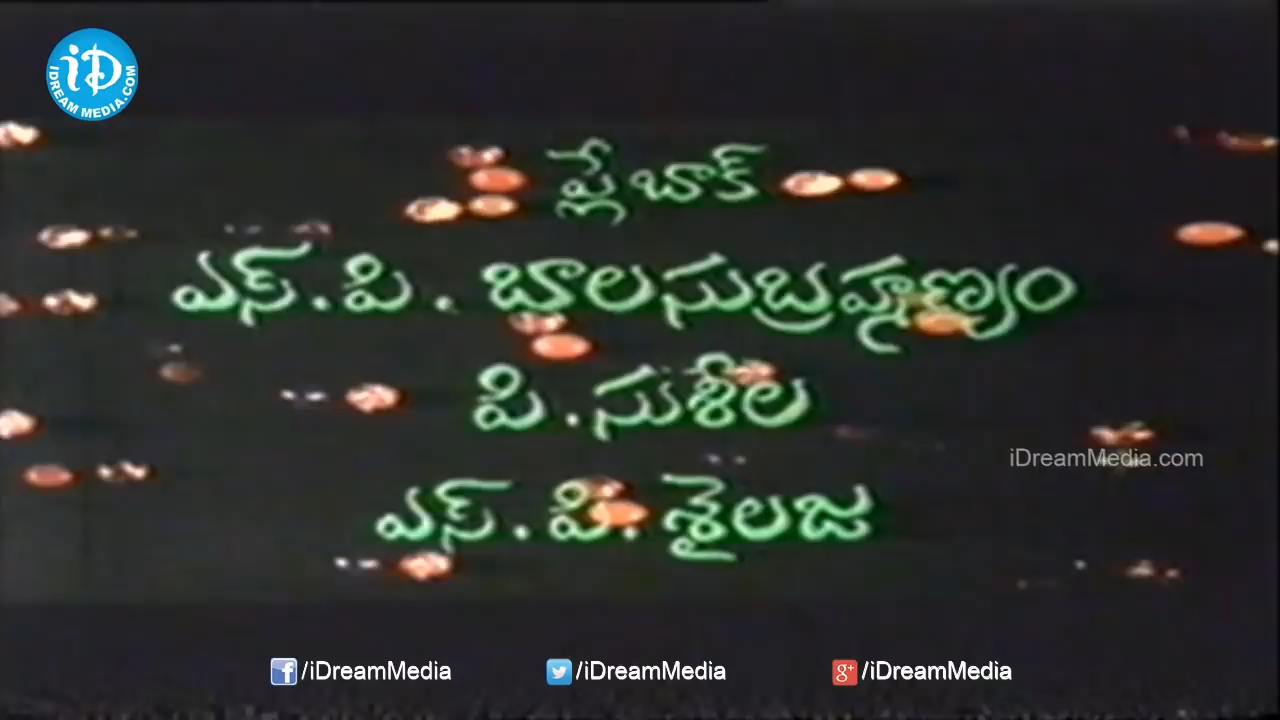 iD
IDREAM MEDIA.COM
ప్లేబాక్
ఎస్.పి. బాలసుబ్రహ్మణ్యం
పి.సుశీల
iDreamMedia.com
ఎస్.పి. శైలజ
/iDreamMedia /iDreamMedia /iDreamMedia